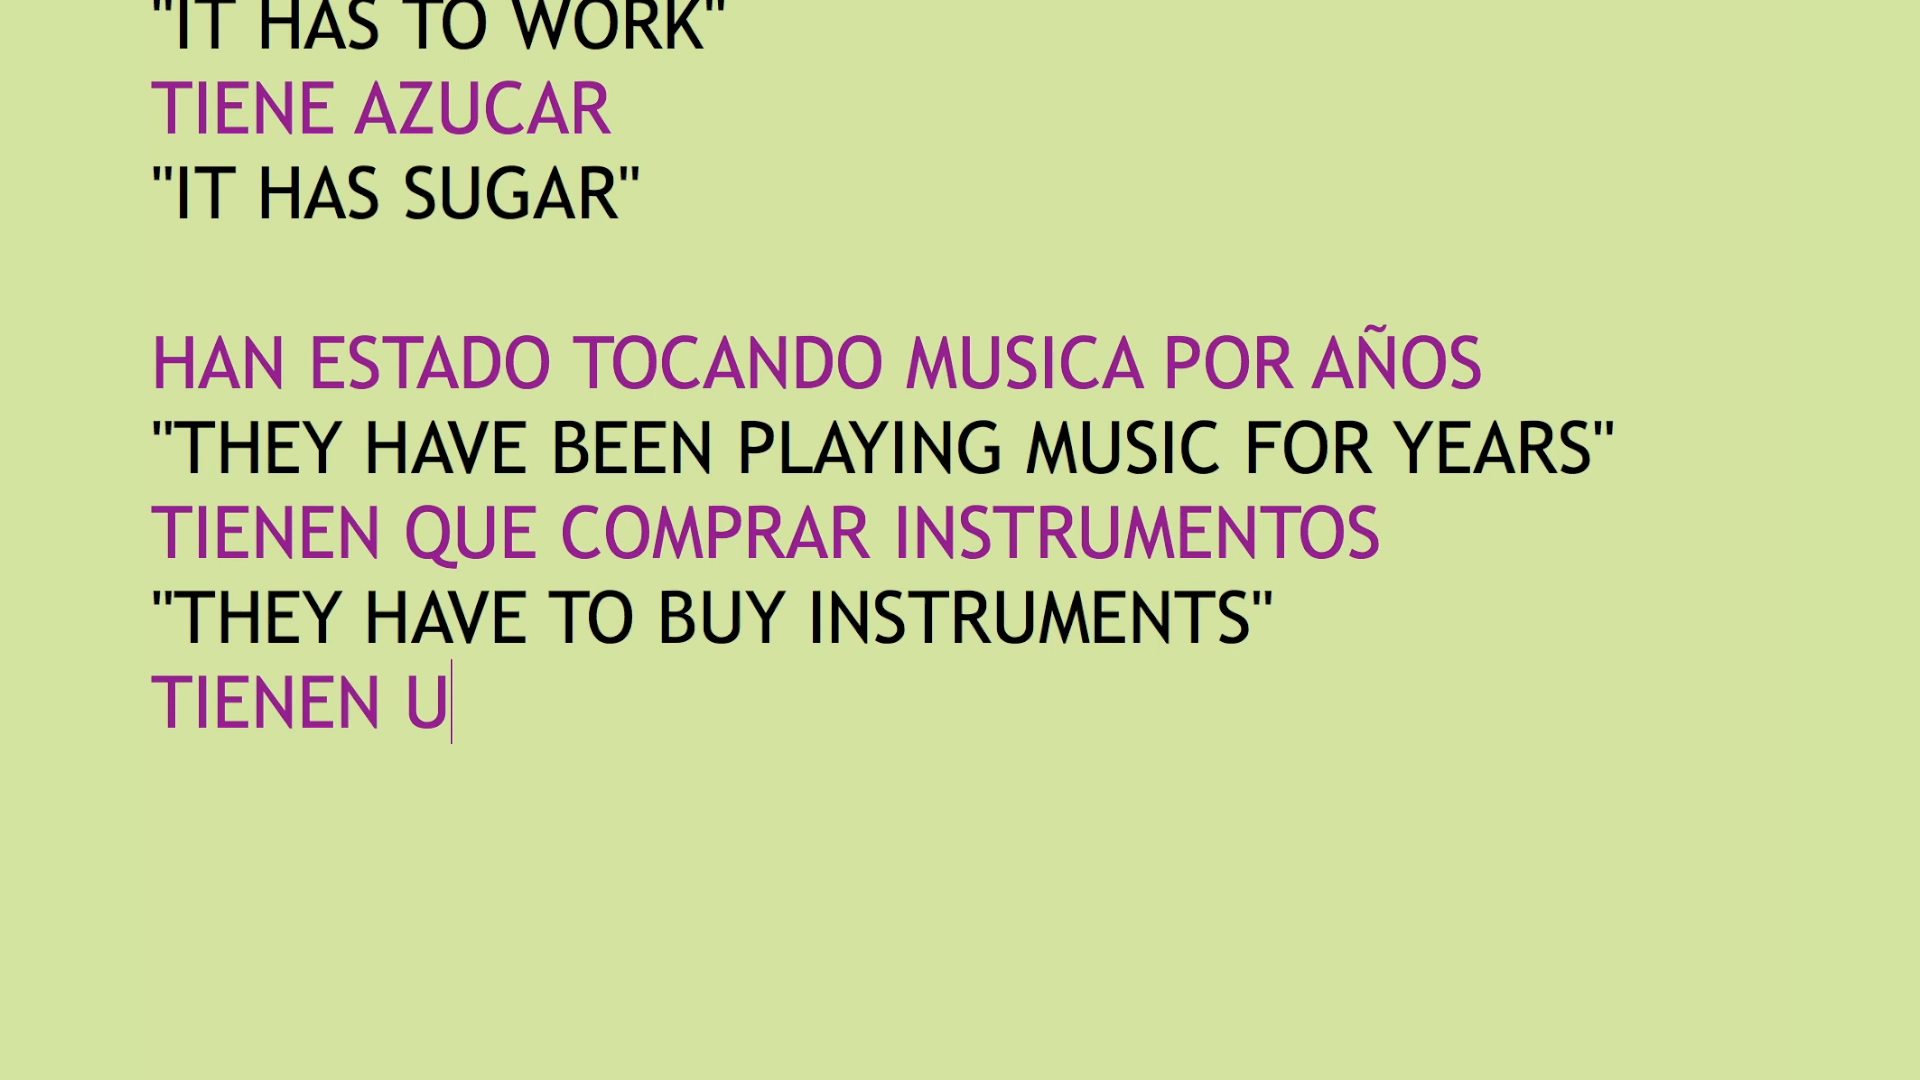 "IT HAS TO WORK"
TIENE AZUCAR
"IT HAS SUGAR"
HAN ESTADO TOCANDO MUSICA POR AÑOS
"THEY HAVE BEEN PLAYING MUSIC FOR YEARS"
TIENEN QUE COMPRAR INSTRUMENTOS
"THEY HAVE TO BUY INSTRUMENTS"
TIENEN U